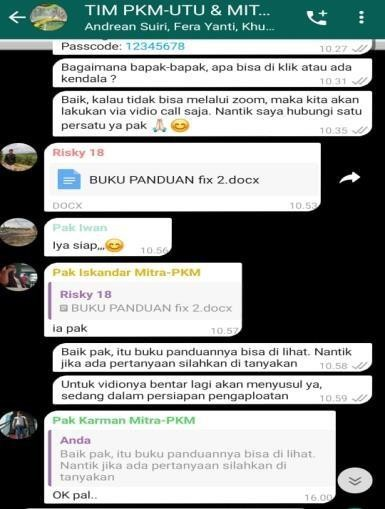 TIM PKM-UTU & MIT...
Andrean Suiri, Fera Yanti, Khu...
Passcode: 12345678
10.27
Bagaimana bapak-bapak, apa bisa di klik atau ada
kendala ?
10.31
Baik, kalau tidak bisa melalui zoom, maka kita akan
lakukan via vidio call saja. Nantik saya hubungi satu
persatu ya pak 🙏🏻 😊
10.35
Risky 18
BUKU PANDUAN fix 2.docx
DOCX
10.53
Pak Iwan
Iya siap,,,😊
10.56
Pak Iskandar Mitra-PKM
Risky 18
BUKU PANDUAN fix 2.docx
ia pak
10.57
Baik pak, itu buku panduannya bisa di lihat. Nantik
jika ada pertanyaan silahkan di tanyakan
10.58
Untuk vidionya bentar lagi akan menyusul ya,
sedang dalam persiapan pengaploatan
10.59
Pak Karman Mitra-PKM
Anda
Baik pak, itu buku panduannya bisa di lihat.
Nantik jika ada pertanyaan silahkan di
tanyakan
OK pal..
16.00